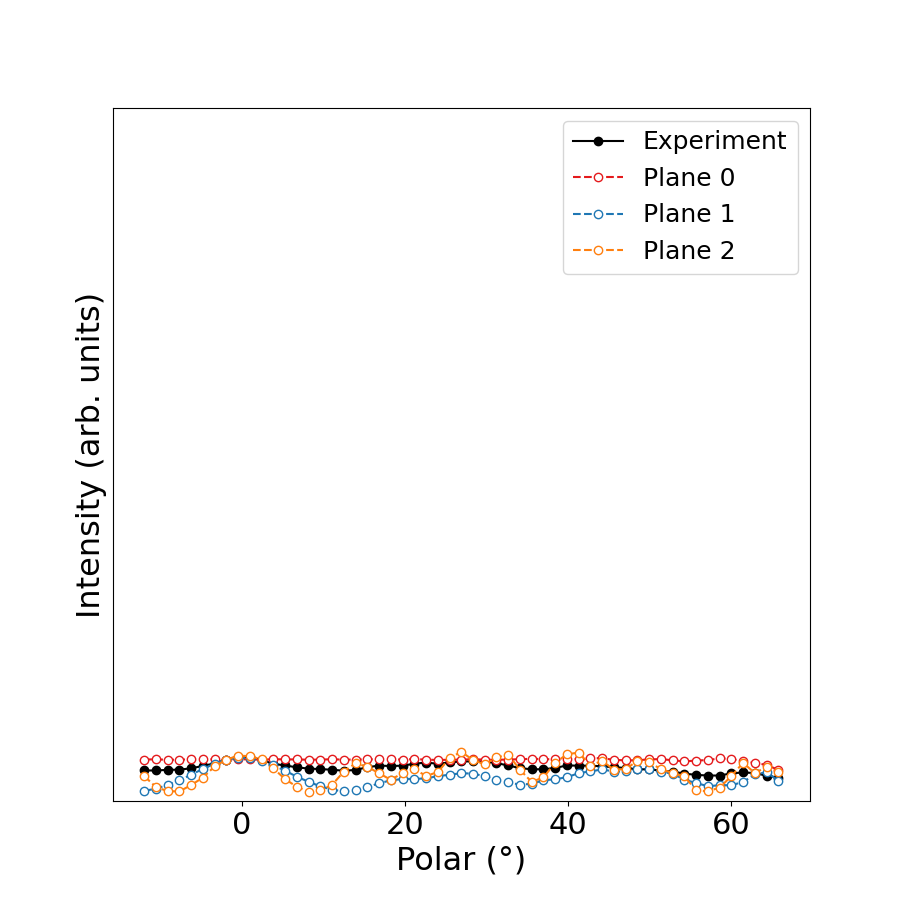 Experiment
Plane 0
Plane 1
Plane 2
Intensity (arb. units)
0 20 40 60
Polar (°)